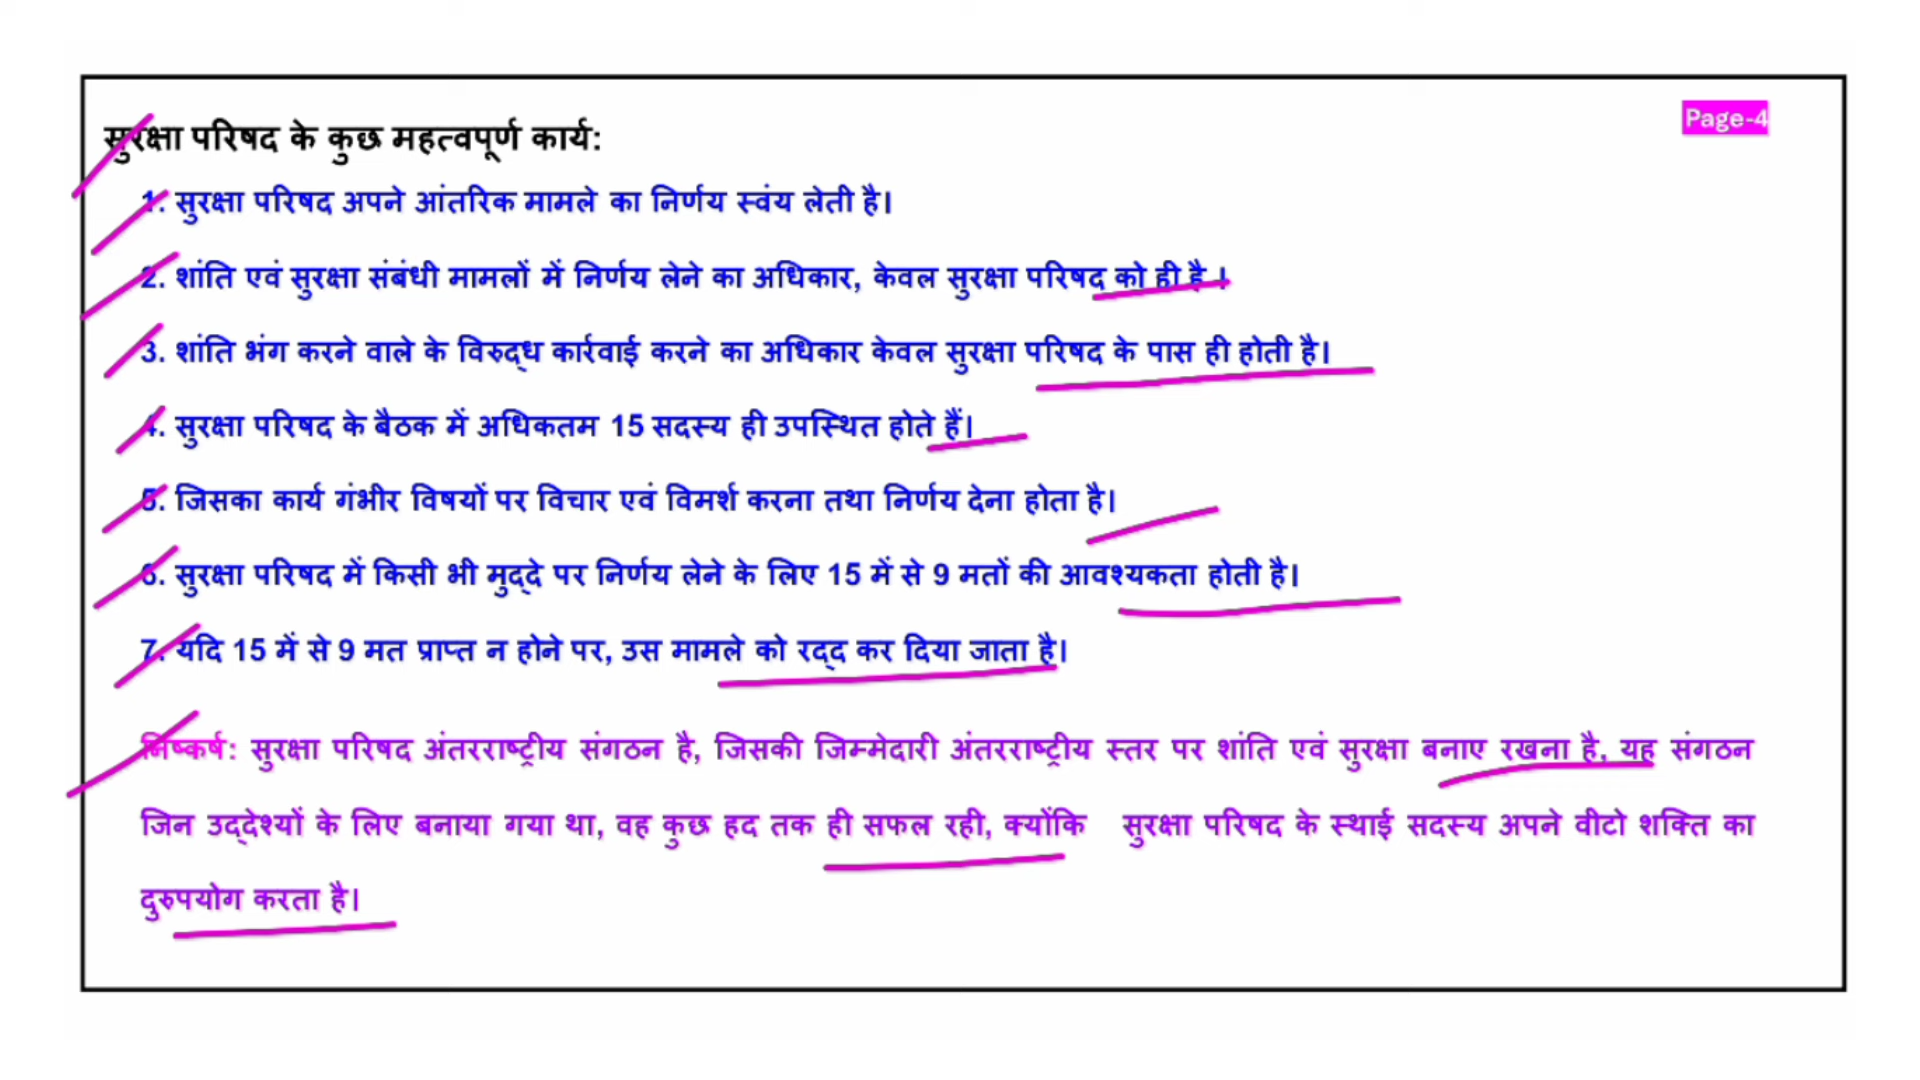 Page-4
सुरक्षा परिषद के कुछ महत्वपूर्ण कार्य:
1. सुरक्षा परिषद अपने आंतरिक मामले का निर्णय स्वंय लेती है।
2. शांति एवं सुरक्षा संबंधी मामलों में निर्णय लेने का अधिकार, केवल सुरक्षा परिषद को ही है ।
3. शांति भंग करने वाले के विरुद्ध कार्रवाई करने का अधिकार केवल सुरक्षा परिषद के पास ही होती है।
4. सुरक्षा परिषद के बैठक में अधिकतम 15 सदस्य ही उपस्थित होते हैं।
5. जिसका कार्य गंभीर विषयों पर विचार एवं विमर्श करना तथा निर्णय देना होता है।
6. सुरक्षा परिषद में किसी भी मुद्दे पर निर्णय लेने के लिए 15 में से 9 मतों की आवश्यकता होती है।
7. यदि 15 में से 9 मत प्राप्त न होने पर, उस मामले को रद्द कर दिया जाता है।
निष्कर्ष: सुरक्षा परिषद अंतरराष्ट्रीय संगठन है, जिसकी जिम्मेदारी अंतरराष्ट्रीय स्तर पर शांति एवं सुरक्षा बनाए रखना है, यह संगठन
जिन उद्देश्यों के लिए बनाया गया था, वह कुछ हद तक ही सफल रही, क्योंकि सुरक्षा परिषद के स्थाई सदस्य अपने वीटो शक्ति का
दुरुपयोग करता है।